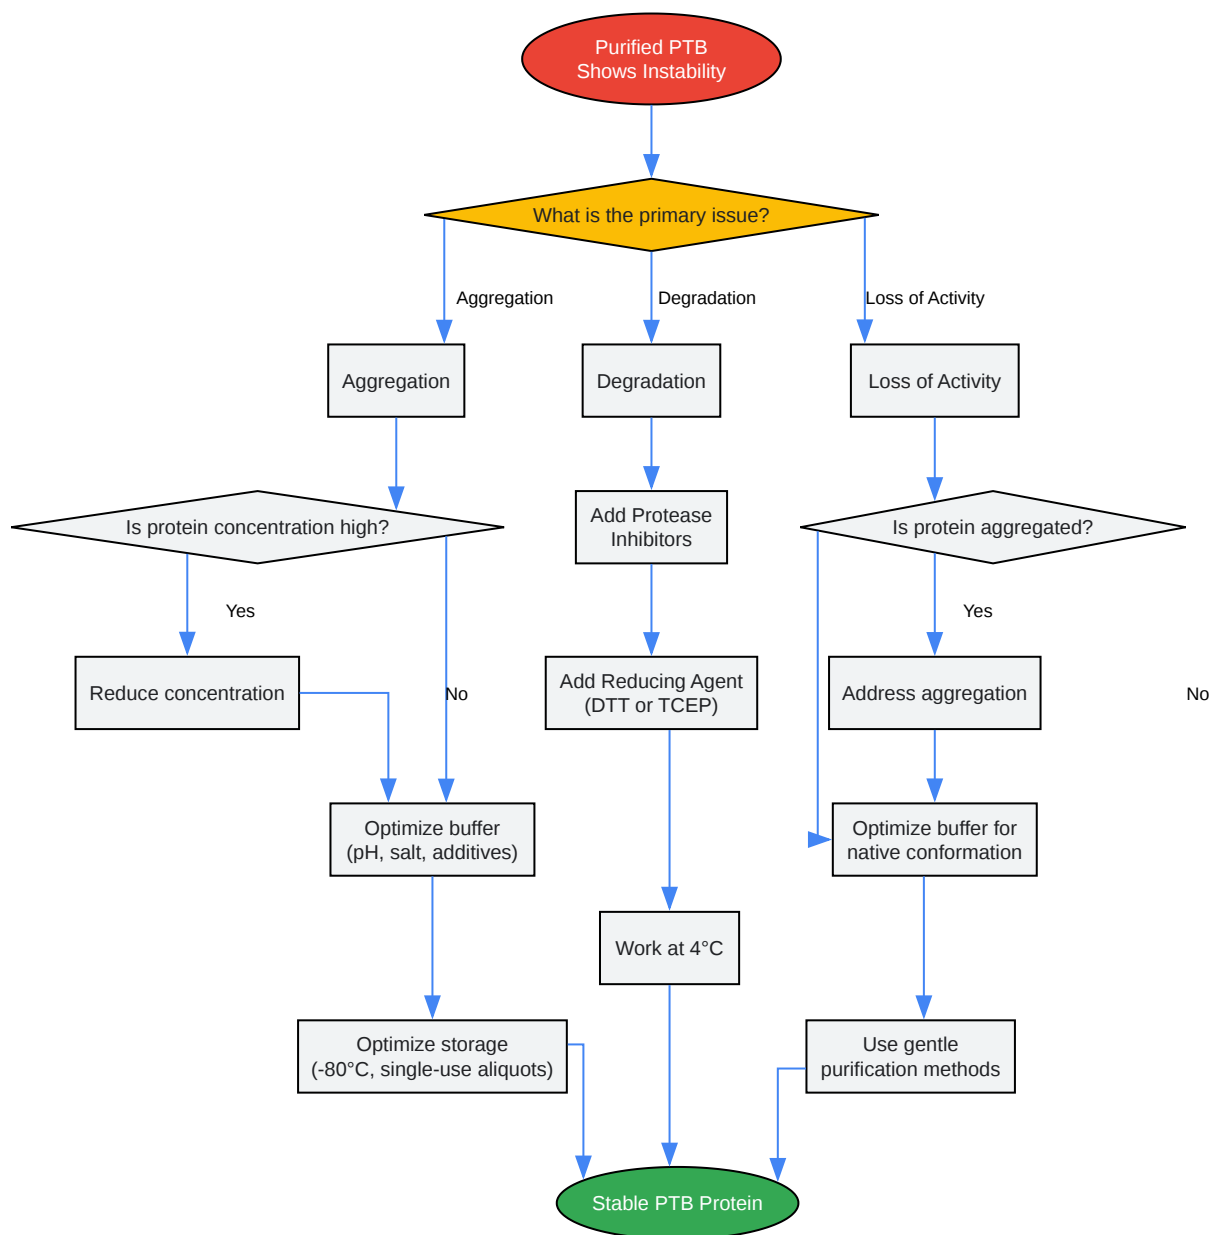 Purified PTB
Shows Instability
What is the primary issue?
Aggregation
Degradation
Loss of Activity
Aggregation
Degradation
Loss of Activity
Is protein concentration high?
Add Protease
Inhibitors
Is protein aggregated?
Yes
Yes
Reduce concentration
No
Add Reducing Agent
(DTT or TCEP)
Address aggregation
No
Optimize buffer
(pH, salt, additives)
Optimize buffer for
native conformation
Work at 4°C
Optimize storage
(-80°C, single-use aliquots)
Use gentle
purification methods
Stable PTB Protein